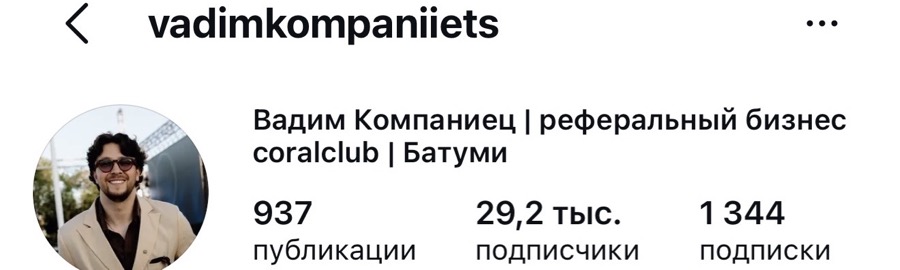 vadimkompaniiets
Вадим Компаниец | реферальный бизнес
coralclub | Батуми
937 29,2 тыс. 1 344
публикации подписчики подписки